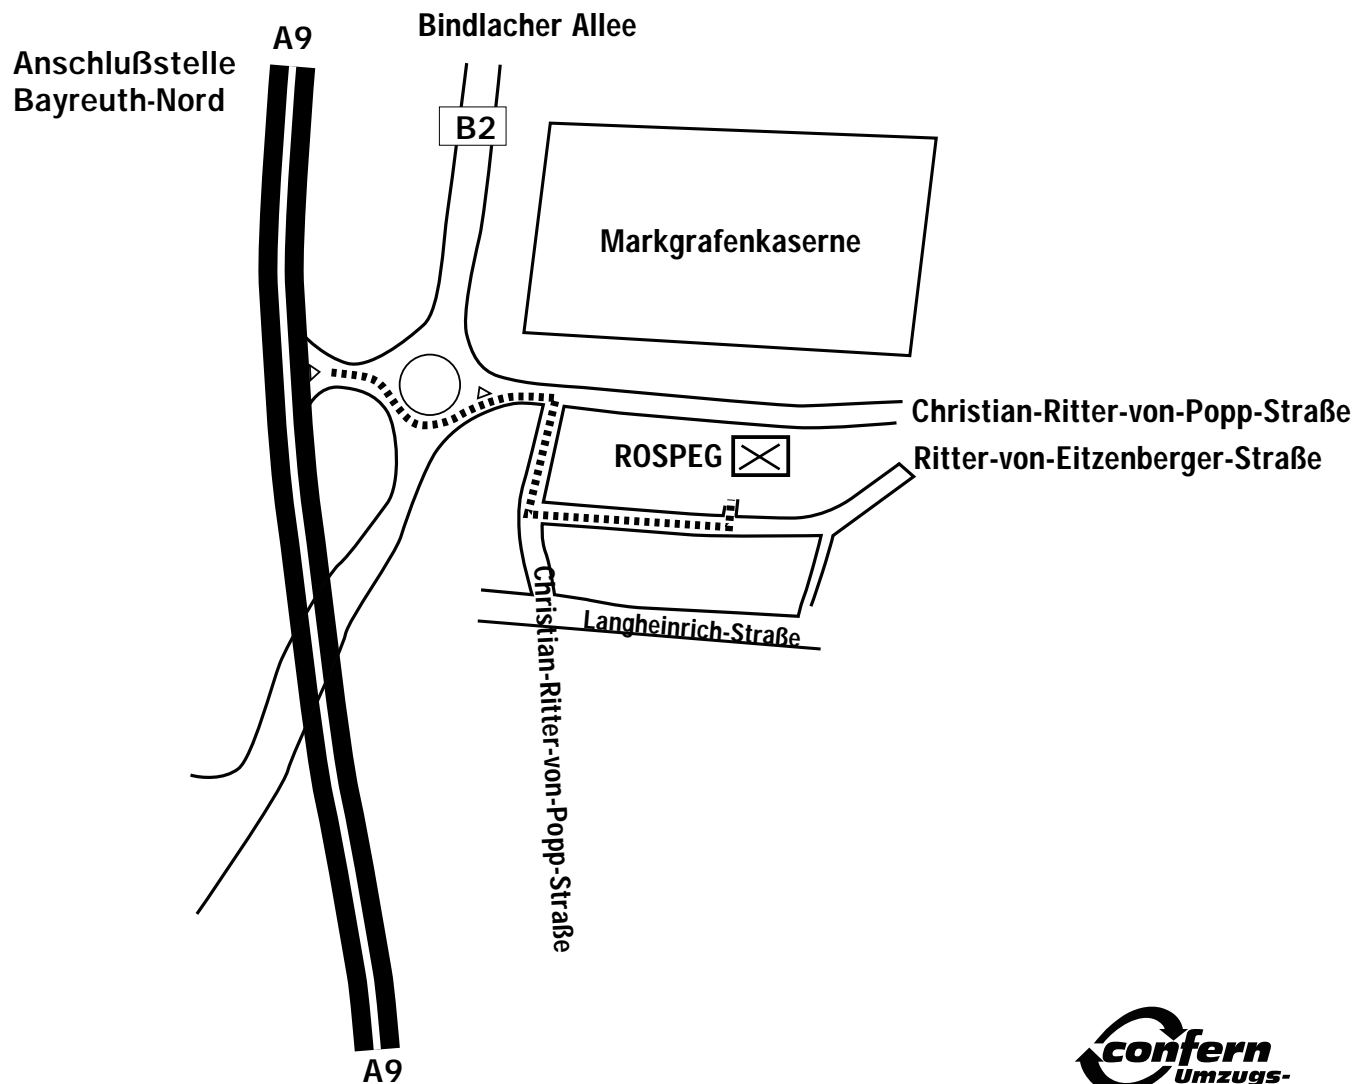 A9
Bindlacher Allee
Anschlußstelle
Bayreuth-Nord
B2
Markgrafenkaserne
Christian-Ritter-von-Popp-Straße
ROSPEG
Ritter-von-Eitzenberger-Straße
Langheinrich-Straße
Christian-Ritter-von-Popp-Straße
A9
confern
Umzugs-